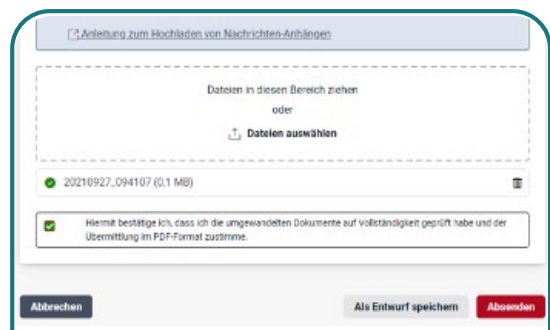 Anleitung zum Hochladen von Nachrichten-Anhängen
Dateien in diesen Bereich ziehen
oder
Dateien auswählen
20210927_094107 (0,1 MB)
Hiermit bestätige ich, dass ich die umgewandelten Dokumente auf Vollständigkeit geprüft habe und der
Übermittlung im PDF-Format zustimme.
Abbrechen Als Entwurf speichern Absenden